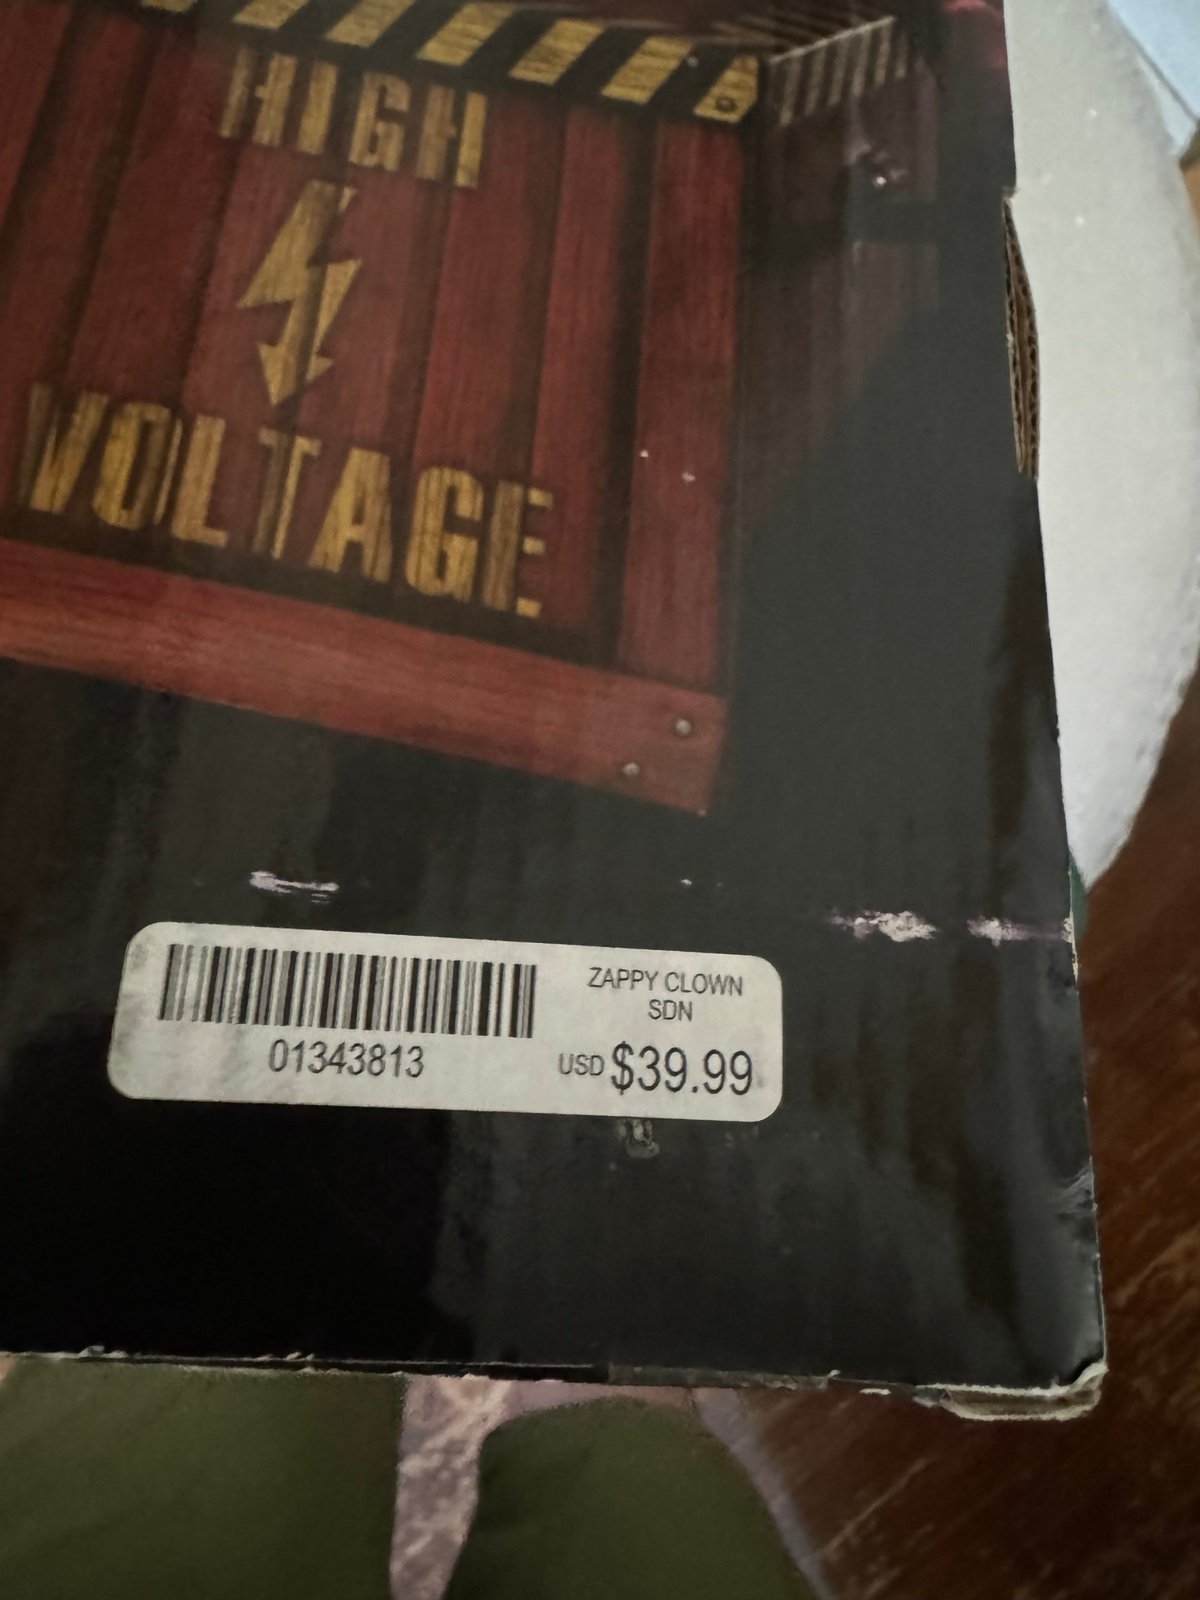 HIGH
VOLTAGE
ZAPPY CLOWN
SDN
01343813
USD $39.99